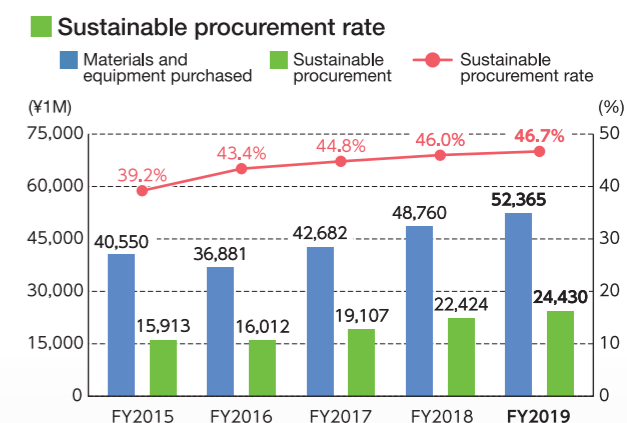 Sustainable procurement rate
Materials and
equipment purchased
Sustainable
procurement
Sustainable
procurement rate
(¥1M)
(%)
75,000
60,000
45,000
30,000
15,000
0
50
40
30
20
10
0
39.2%
43.4%
44.8%
46.0%
46.7%
40,550
36,881
42,682
48,760
52,365
15,913
16,012
19,107
22,424
24,430
FY2015
FY2016
FY2017
FY2018
FY2019